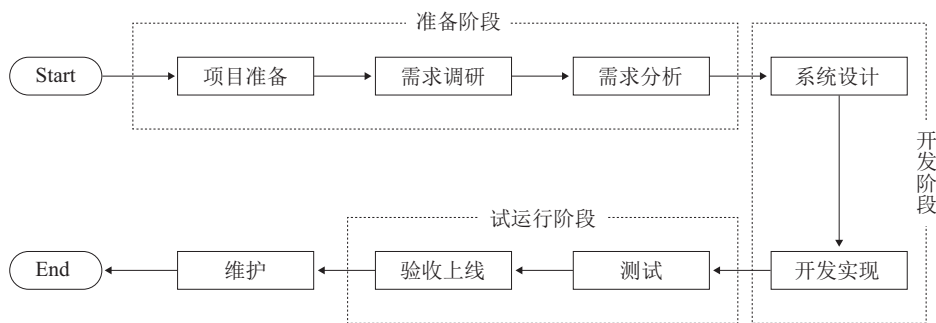 准备阶段
Start
项目准备
需求调研
需求分析
系统设计
开发阶段
试运行阶段
End
维护
验收上线
测试
开发实现